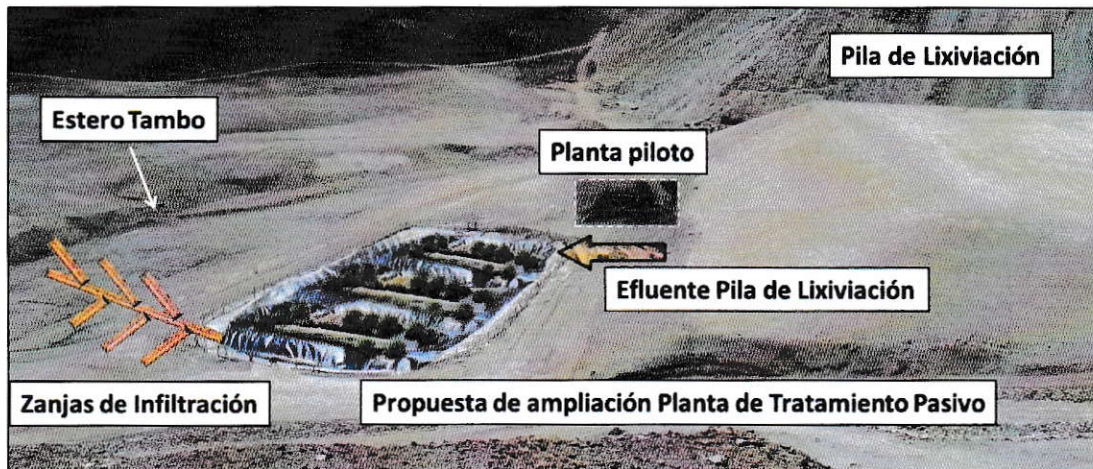 Pila de Lixiviación
Estero Tambo
Planta piloto
Efluente Pila de Lixiviación
Zanjas de Infiltración
Propuesta de ampliación Planta de Tratamiento Pasivo